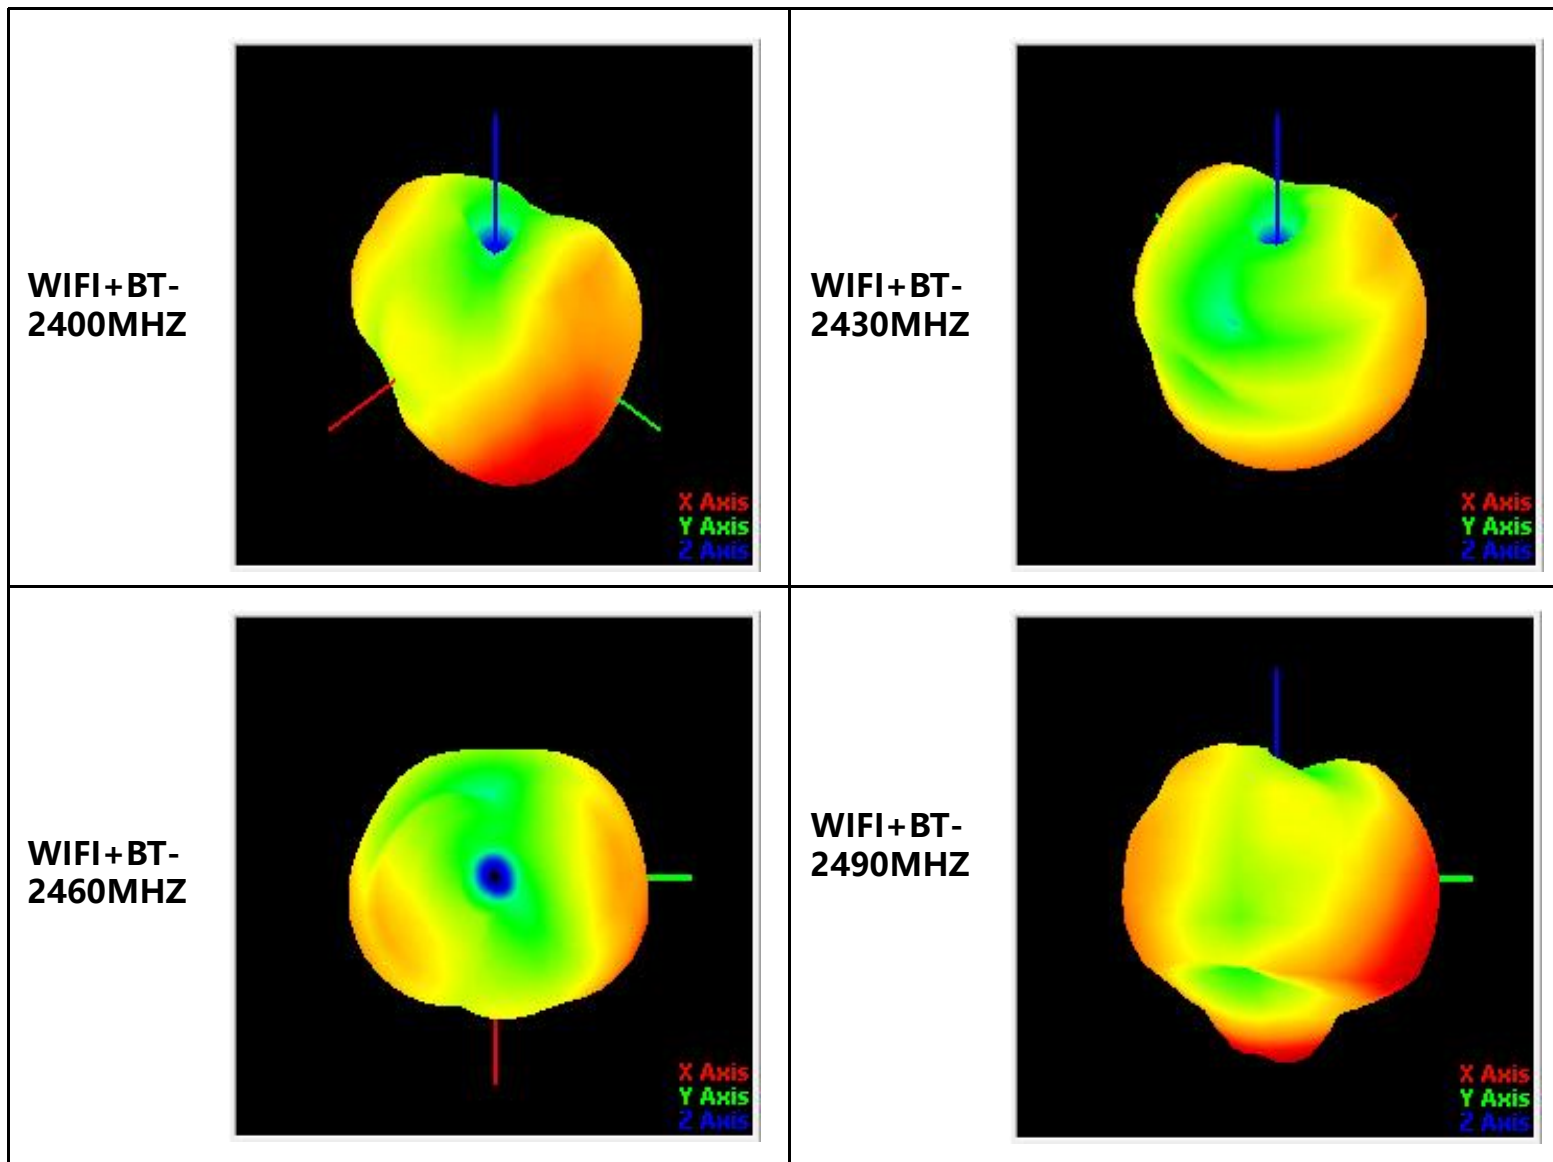 WIFI+BT-
2400MHZ
X Axis
Y Axis
Z Axis
WIFI+BT-
2430MHZ
X Axis
Y Axis
Z Axis
WIFI+BT-
2460MHZ
X Axis
Y Axis
Z Axis
WIFI+BT-
2490MHZ
X Axis
Y Axis
Z Axis